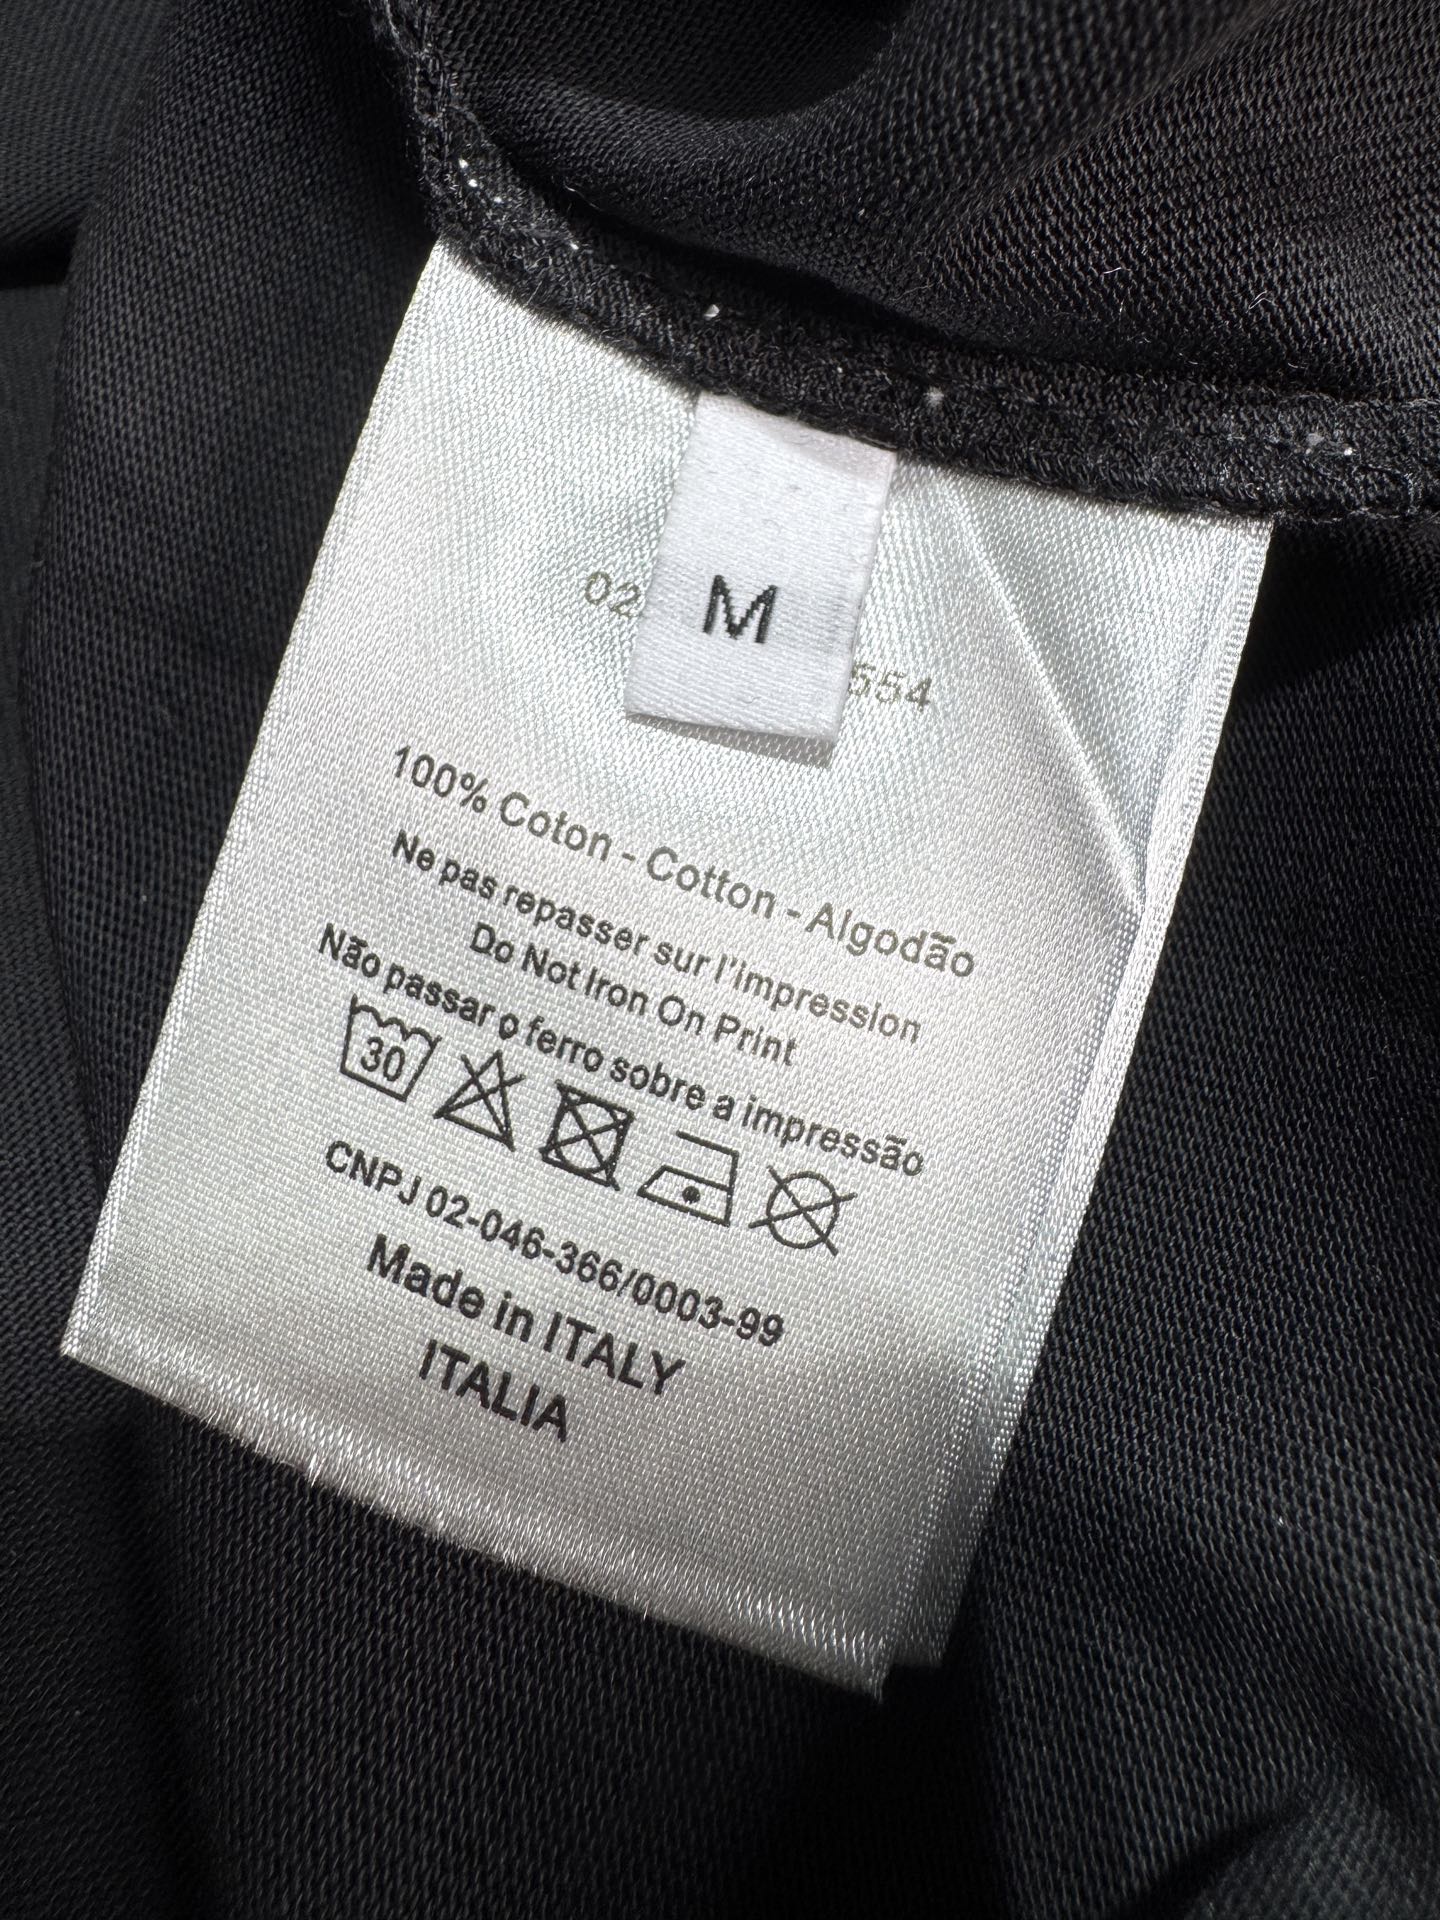 M
02
554
100% Coton - Cotton - Algodão
Ne pas repasser sur l'impression
Do Not Iron On Print
Não passar o ferro sobre a impressão
30
CNPJ 02-046-366/0003-99
Made in ITALY
ITALIA